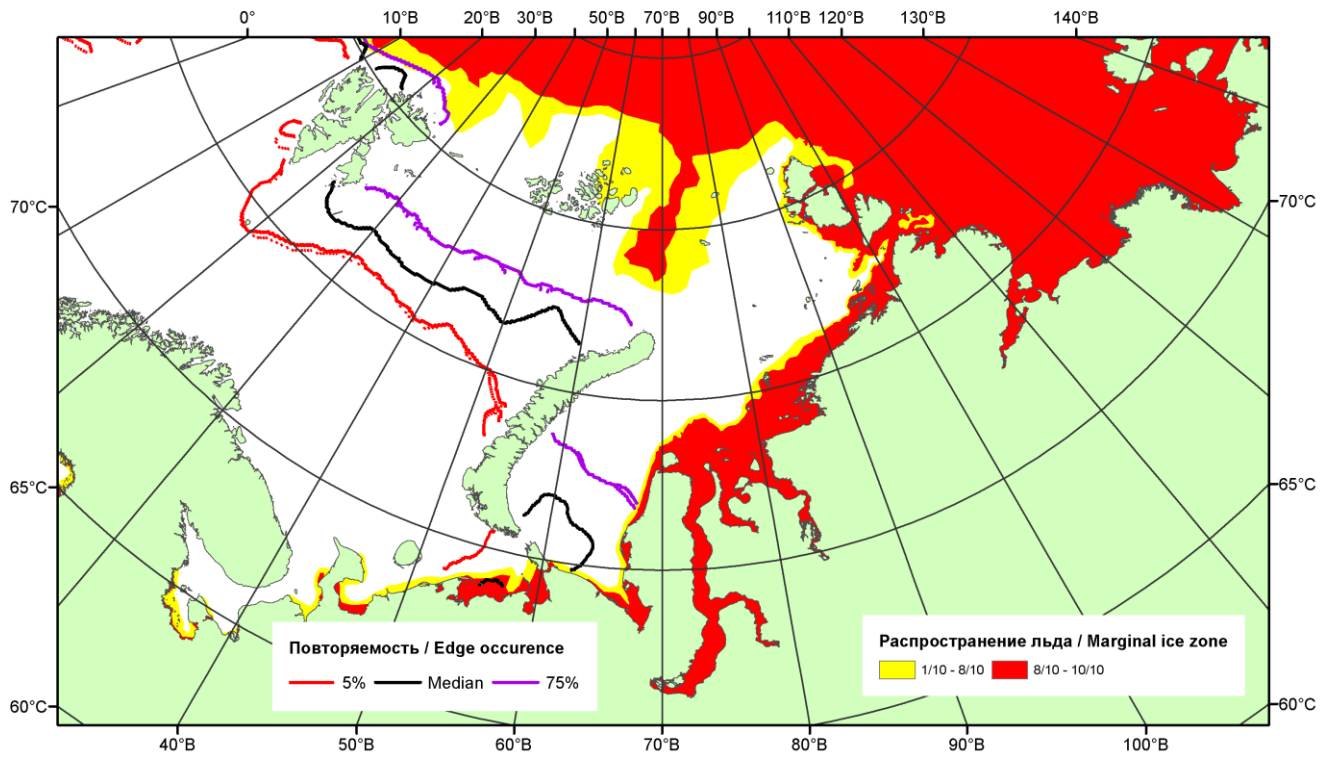 0° 10°В 20°В 30°В 50°В 70°В 90°В 110°В 120°В 130°В 140°В
70°С 70°С
65°С 65°С
60°С 60°С
Повторяемость / Edge occurence
5% Median 75%
Распространение льда / Marginal ice zone
1/10 - 8/10 8/10 - 10/10
40°В 50°В 60°В 70°В 80°В 90°В 100°В